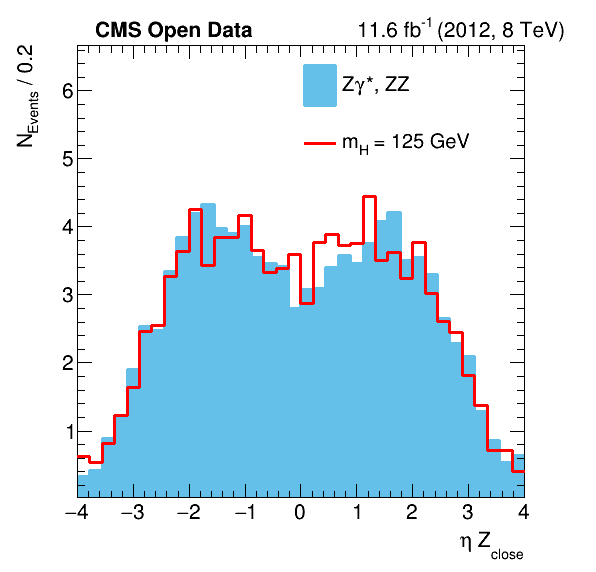 CMS Open Data 11.6 fb⁻¹ (2012, 8 TeV)
N_Events / 0.2
Zγ*, ZZ
m_H = 125 GeV
6
5
4
3
2
1
−4 −3 −2 −1 0 1 2 3 4
η Z_close